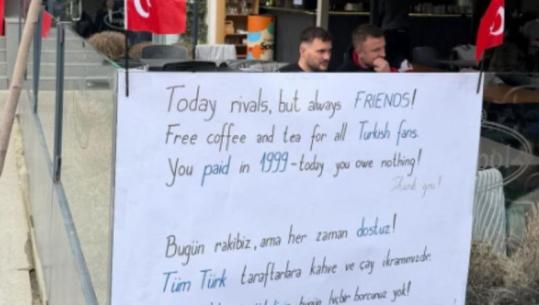 Today rivals, but always FRIENDS!
Free coffee and tea for all Turkish fans.
You paid in 1999-today you owe nothing!
Thank you!
Bugün rakibiz, ama her zaman dostuz!
Tüm Türk taraftarlara kahve ve çay ikramımızdır.
bugün hiçbir borcunuz yok!